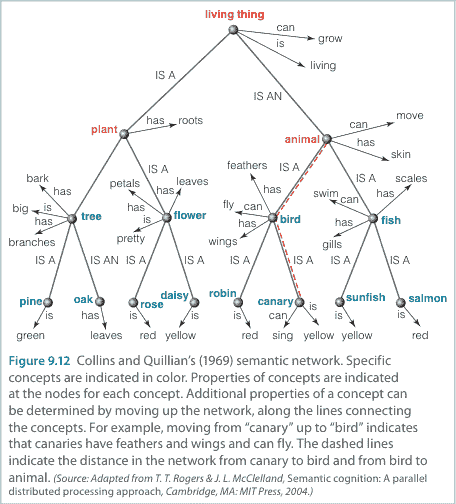 living thing
can
grow
is
living
IS A
IS AN
plant
has
roots
animal
can
move
has
skin
bark
has
big
is
has
branches
tree
IS A
petals
has
leaves
has
is
pretty
flower
feathers
has
fly
can
has
wings
IS A
bird
IS A
scales
has
swim
can
has
gills
fish
IS A
IS AN
IS A
IS A
IS A
IS A
IS A
IS A
pine
is
green
oak
has
leaves
rose
is
red
daisy
is
yellow
robin
is
red
canary
can
sing
is
yellow
sunfish
is
yellow
salmon
is
red
Figure 9.12 Collins and Quillian's (1969) semantic network. Specific
concepts are indicated in color. Properties of concepts are indicated
at the nodes for each concept. Additional properties of a concept can
be determined by moving up the network, along the lines connecting
the concepts. For example, moving from "canary" up to "bird" indicates
that canaries have feathers and wings and can fly. The dashed lines
indicate the distance in the network from canary to bird and from bird to
animal. (Source: Adapted from T. T. Rogers & J. L. McClelland, Semantic cognition: A parallel
distributed processing approach, Cambridge, MA: MIT Press, 2004.)